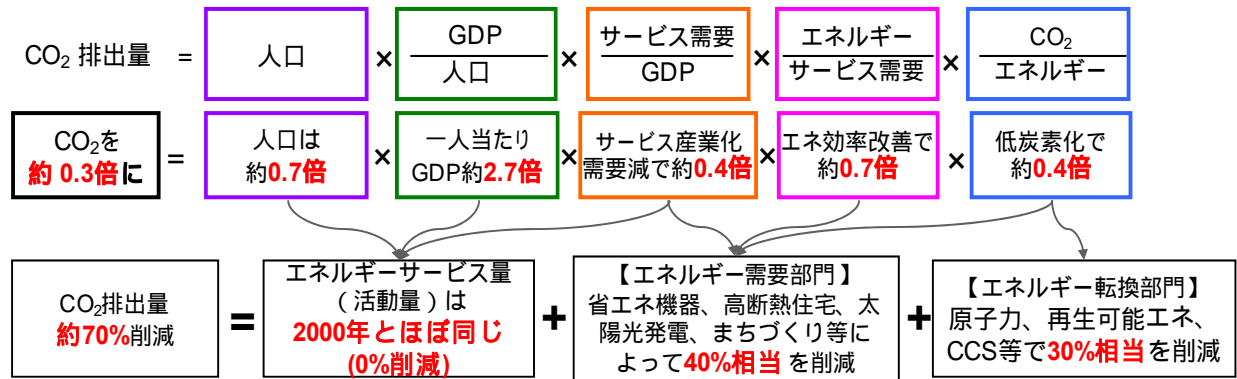 CO2 排出量 = 人口 × GDP/人口 × サービス需要/GDP × エネルギー/サービス需要 × CO2/エネルギー
CO2を
約 0.3倍に
=
人口は
約0.7倍
×
一人当たり
GDP約2.7倍
×
サービス産業化
需要減で約0.4倍
×
エネ効率改善で
約0.7倍
×
低炭素化で
約0.4倍
CO2排出量
約70%削減
=
エネルギーサービス量
(活動量)は
2000年とほぼ同じ
(0%削減)
+
【エネルギー需要部門】
省エネ機器、高断熱住宅、太
陽光発電、まちづくり等に
よって40%相当 を削減
+
【エネルギー転換部門】
原子力、再生可能エネ、
CCS等で30%相当 を削減